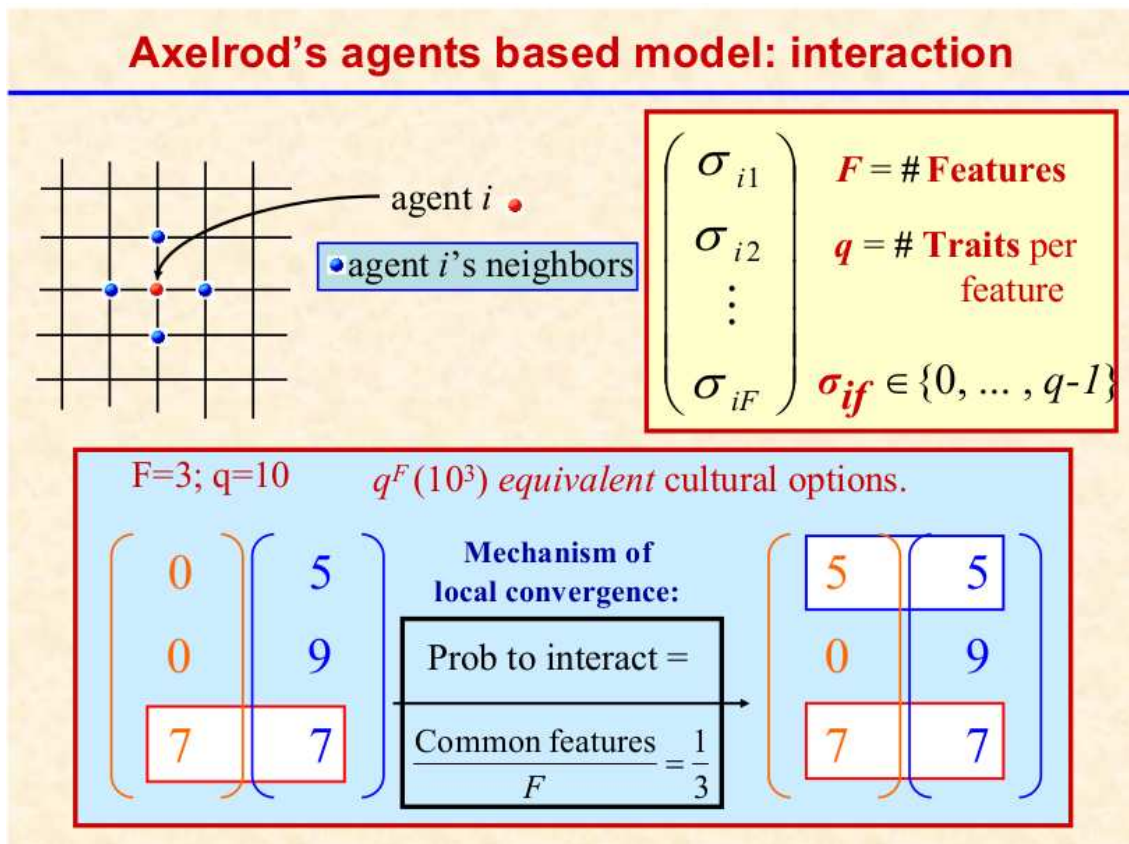 Axelrod's agents based model: interaction
agent i
agent i's neighbors
σ i1
σ i2
⋮
σ iF
F = # Features
q = # Traits per
feature
σif ∈ {0, ... , q-1}
F=3; q=10
q^F (10³) equivalent cultural options.
0 5
0 9
7 7
Mechanism of
local convergence:
Prob to interact =
Common features
F
= 1/3
5 5
0 9
7 7